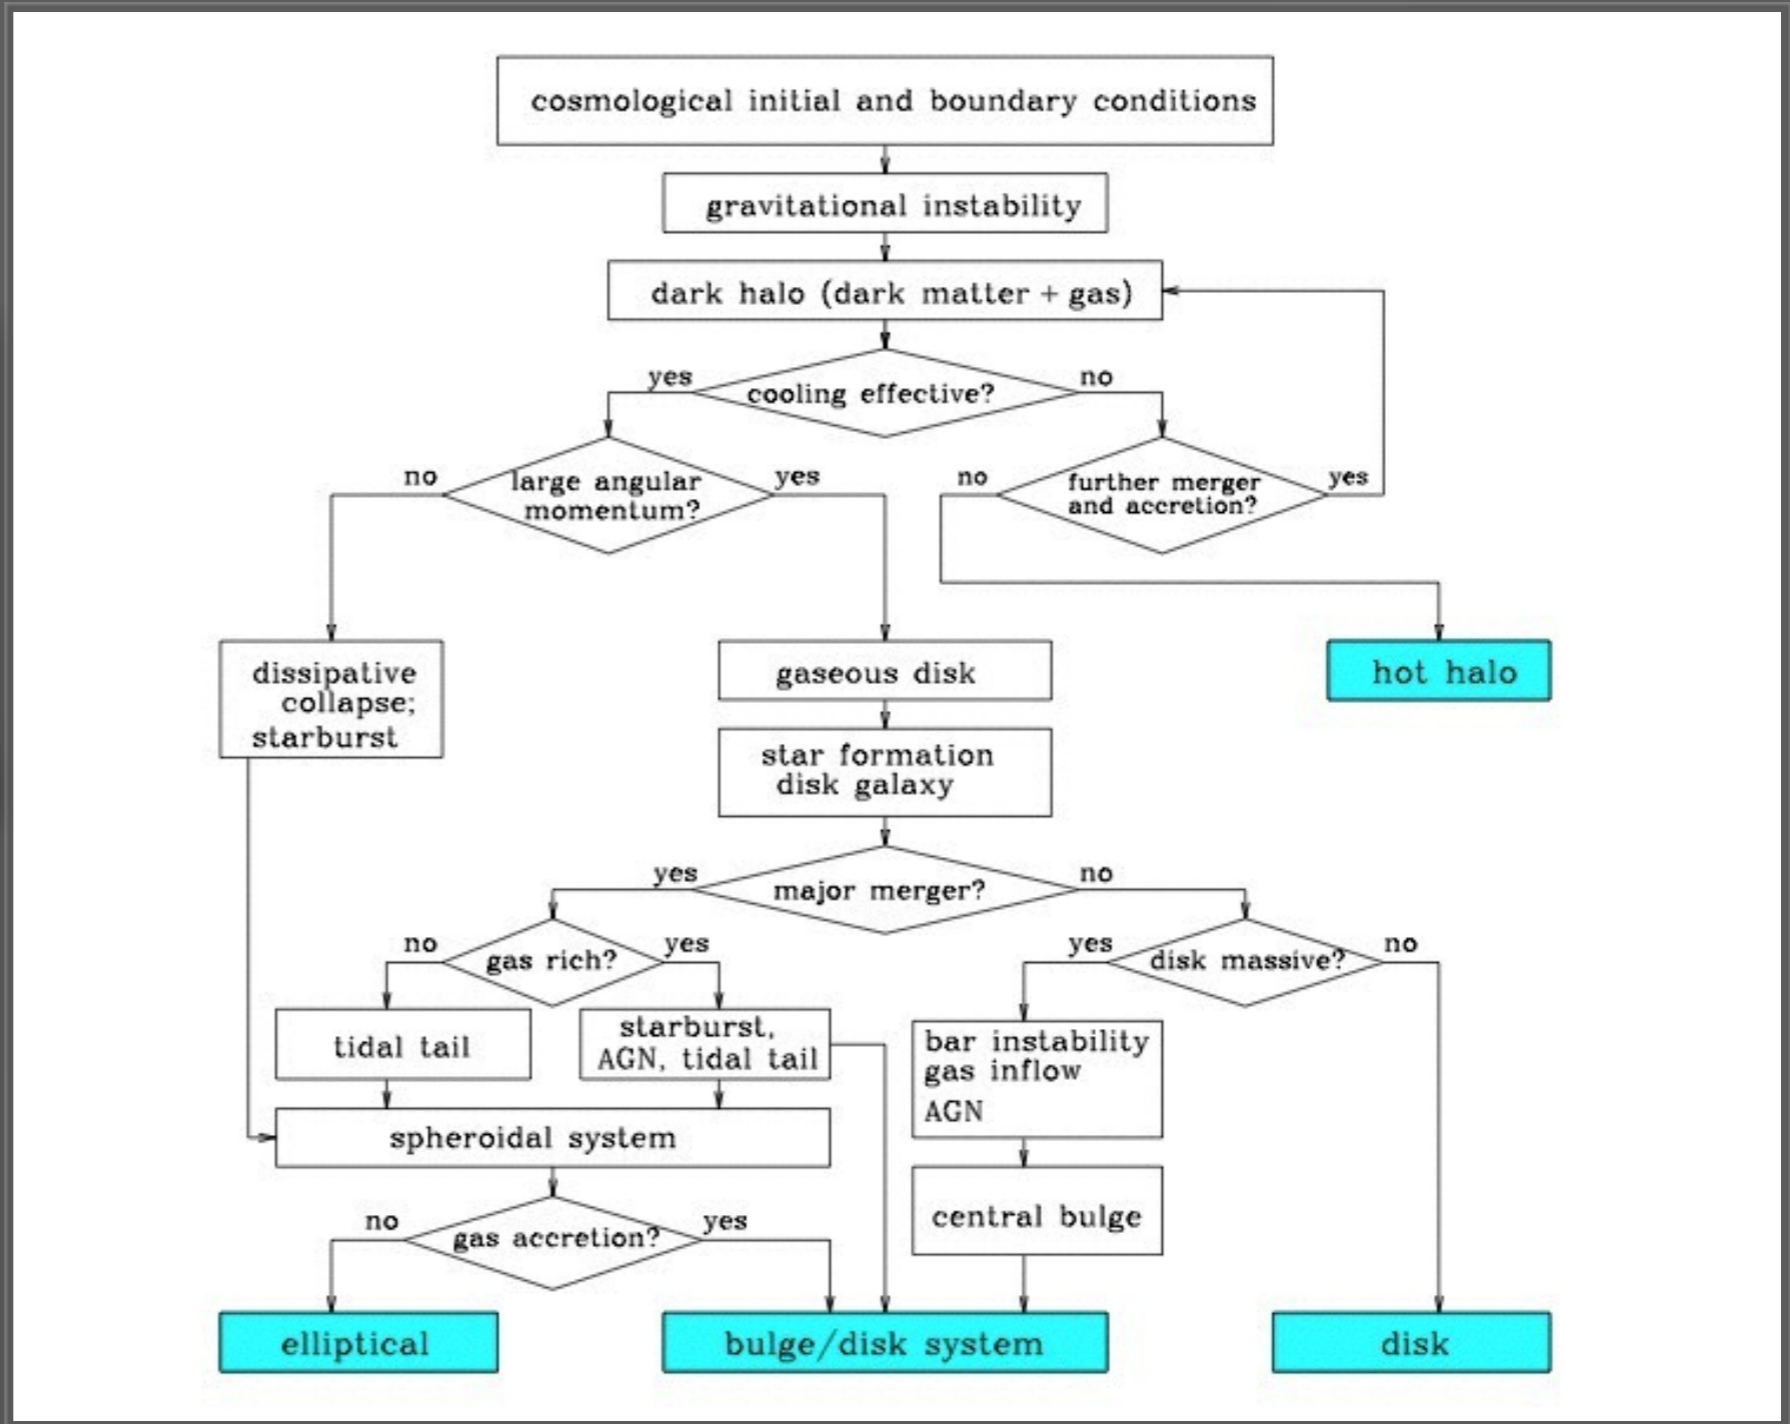 cosmological initial and boundary conditions
gravitational instability
dark halo (dark matter + gas)
yes
no
cooling effective?
no
large angular
momentum?
yes
no
further merger
and accretion?
yes
dissipative
collapse;
starburst
gaseous disk
hot halo
star formation
disk galaxy
yes
major merger?
no
no
gas rich?
yes
yes
disk massive?
no
tidal tail
starburst,
AGN, tidal tail
bar instability
gas inflow
AGN
spheroidal system
central bulge
no
gas accretion?
yes
elliptical
bulge/disk system
disk